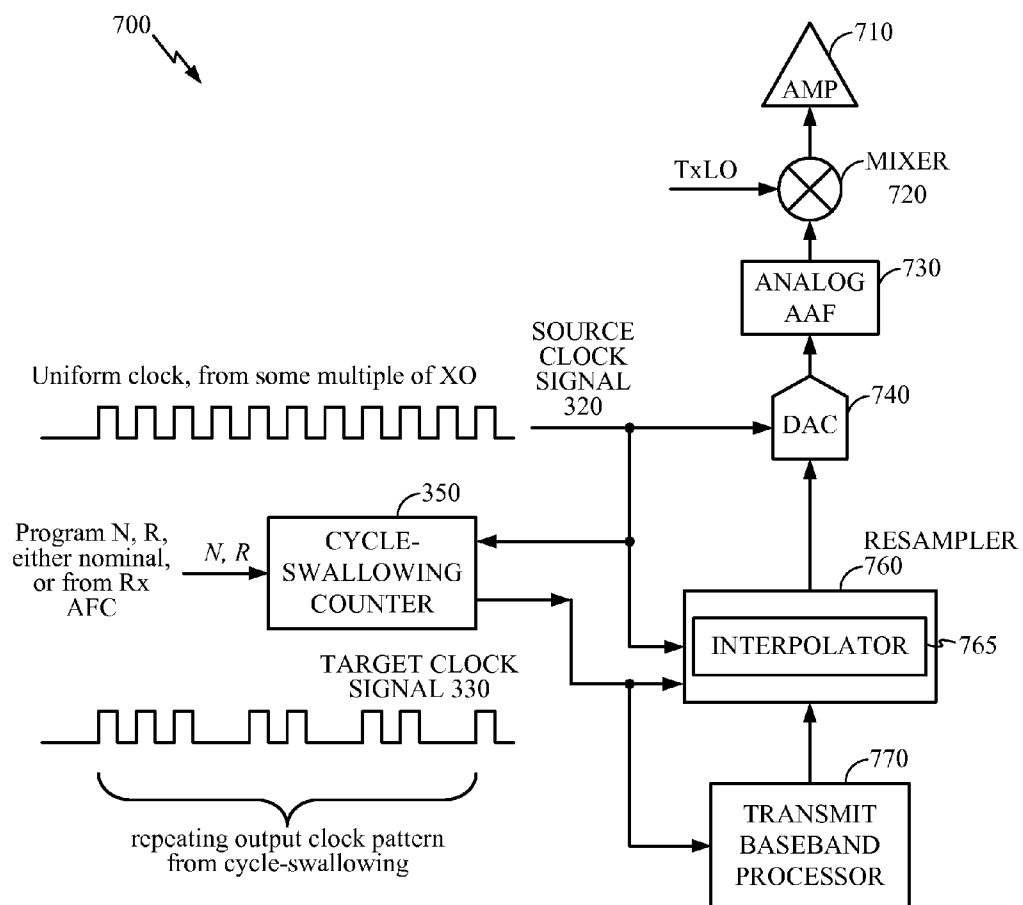 700
710
AMP
TxLO
MIXER
720
730
ANALOG
AAF
SOURCE
CLOCK
SIGNAL
320
Uniform clock, from some multiple of XO
740
DAC
350
Program N, R,
either nominal,
or from Rx
AFC
N, R
CYCLE-
SWALLOWING
COUNTER
RESAMPLER
760
INTERPOLATOR
765
TARGET CLOCK
SIGNAL 330
770
TRANSMIT
BASEBAND
PROCESSOR
repeating output clock pattern
from cycle-swallowing